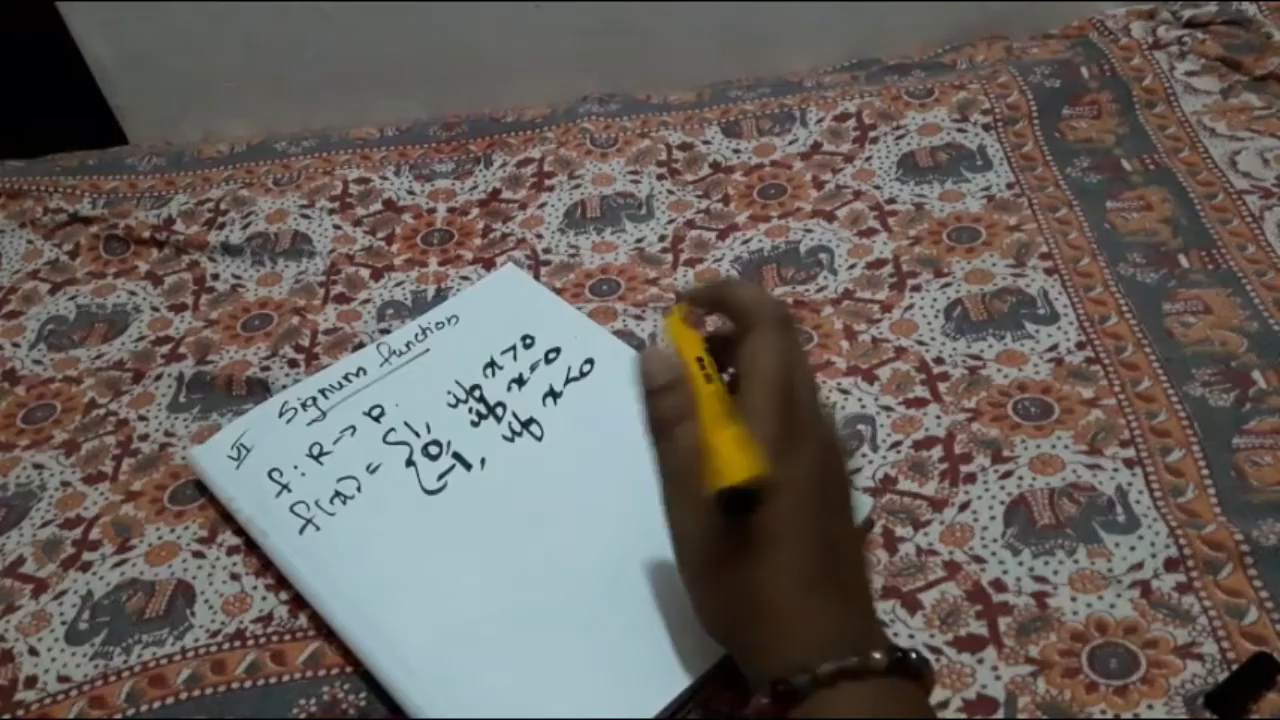 VI Signum function
f: R → R.
f(x) = { 1, if x>0
0, if x=0
-1, if x<0